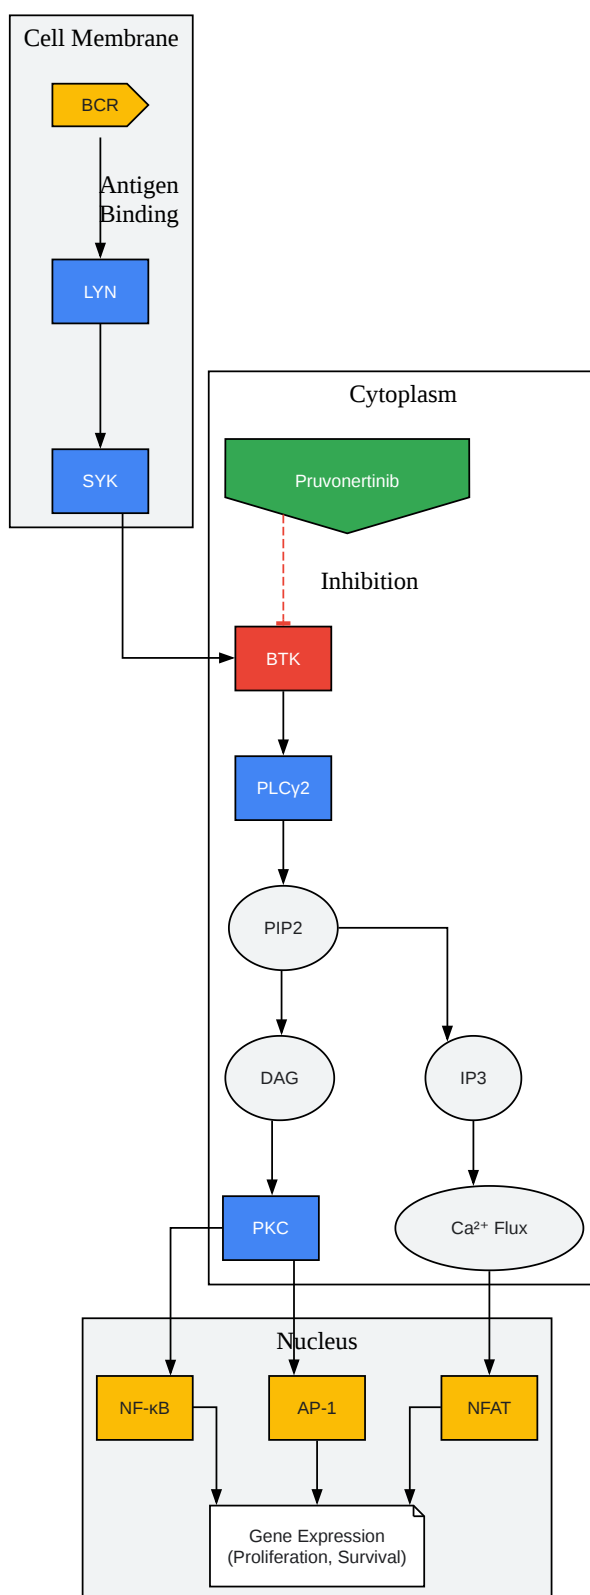 Cell Membrane
BCR
Antigen
Binding
LYN
SYK
Cytoplasm
Pruvonertinib
Inhibition
BTK
PLCγ2
PIP2
DAG
IP3
PKC
Ca²⁺ Flux
Nucleus
NF-κB
AP-1
NFAT
Gene Expression
(Proliferation, Survival)